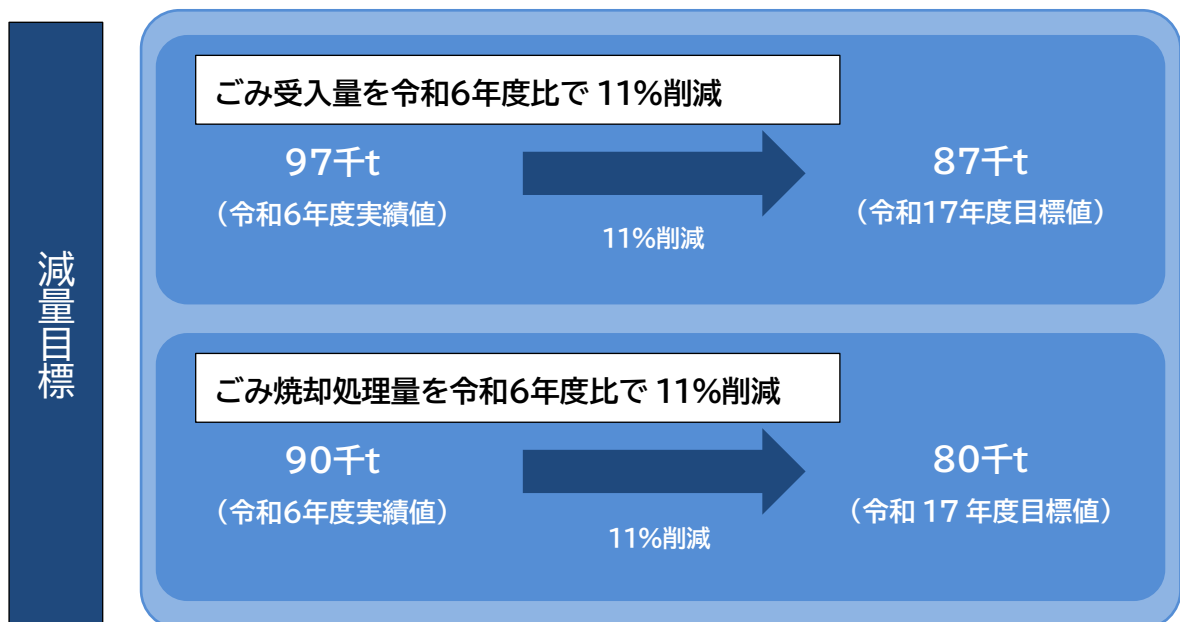 減量目標
ごみ受入量を令和6年度比で 11%削減
97千t
（令和6年度実績値）
11%削減
87千t
（令和17年度目標値）
ごみ焼却処理量を令和6年度比で 11%削減
90千t
（令和6年度実績値）
11%削減
80千t
（令和 17 年度目標値）